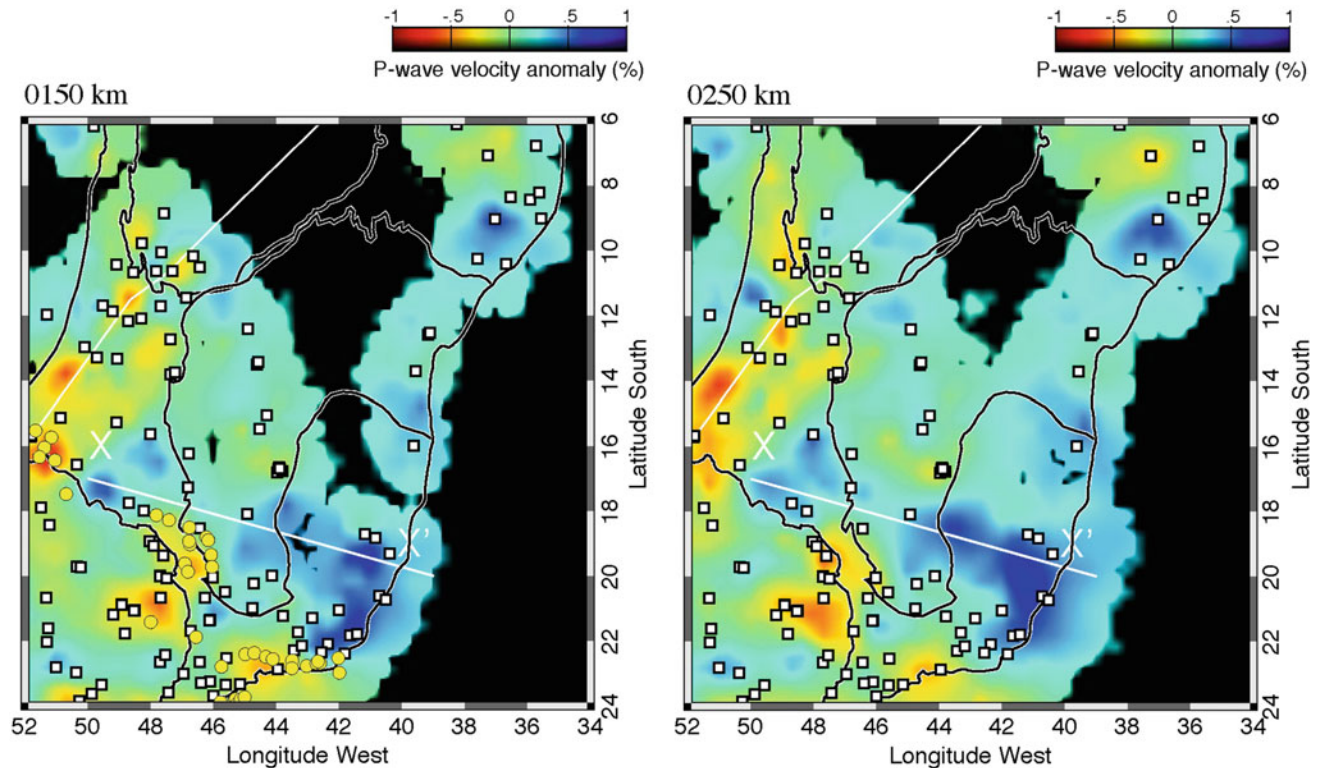 -1 -.5 0 .5 1
P-wave velocity anomaly (%)
0150 km
6
8
10
12
14
16
18
20
22
24
Latitude South
X
X'
52 50 48 46 44 42 40 38 36 34
Longitude West
-1 -.5 0 .5 1
P-wave velocity anomaly (%)
0250 km
6
8
10
12
14
16
18
20
22
24
Latitude South
X
X'
52 50 48 46 44 42 40 38 36 34
Longitude West